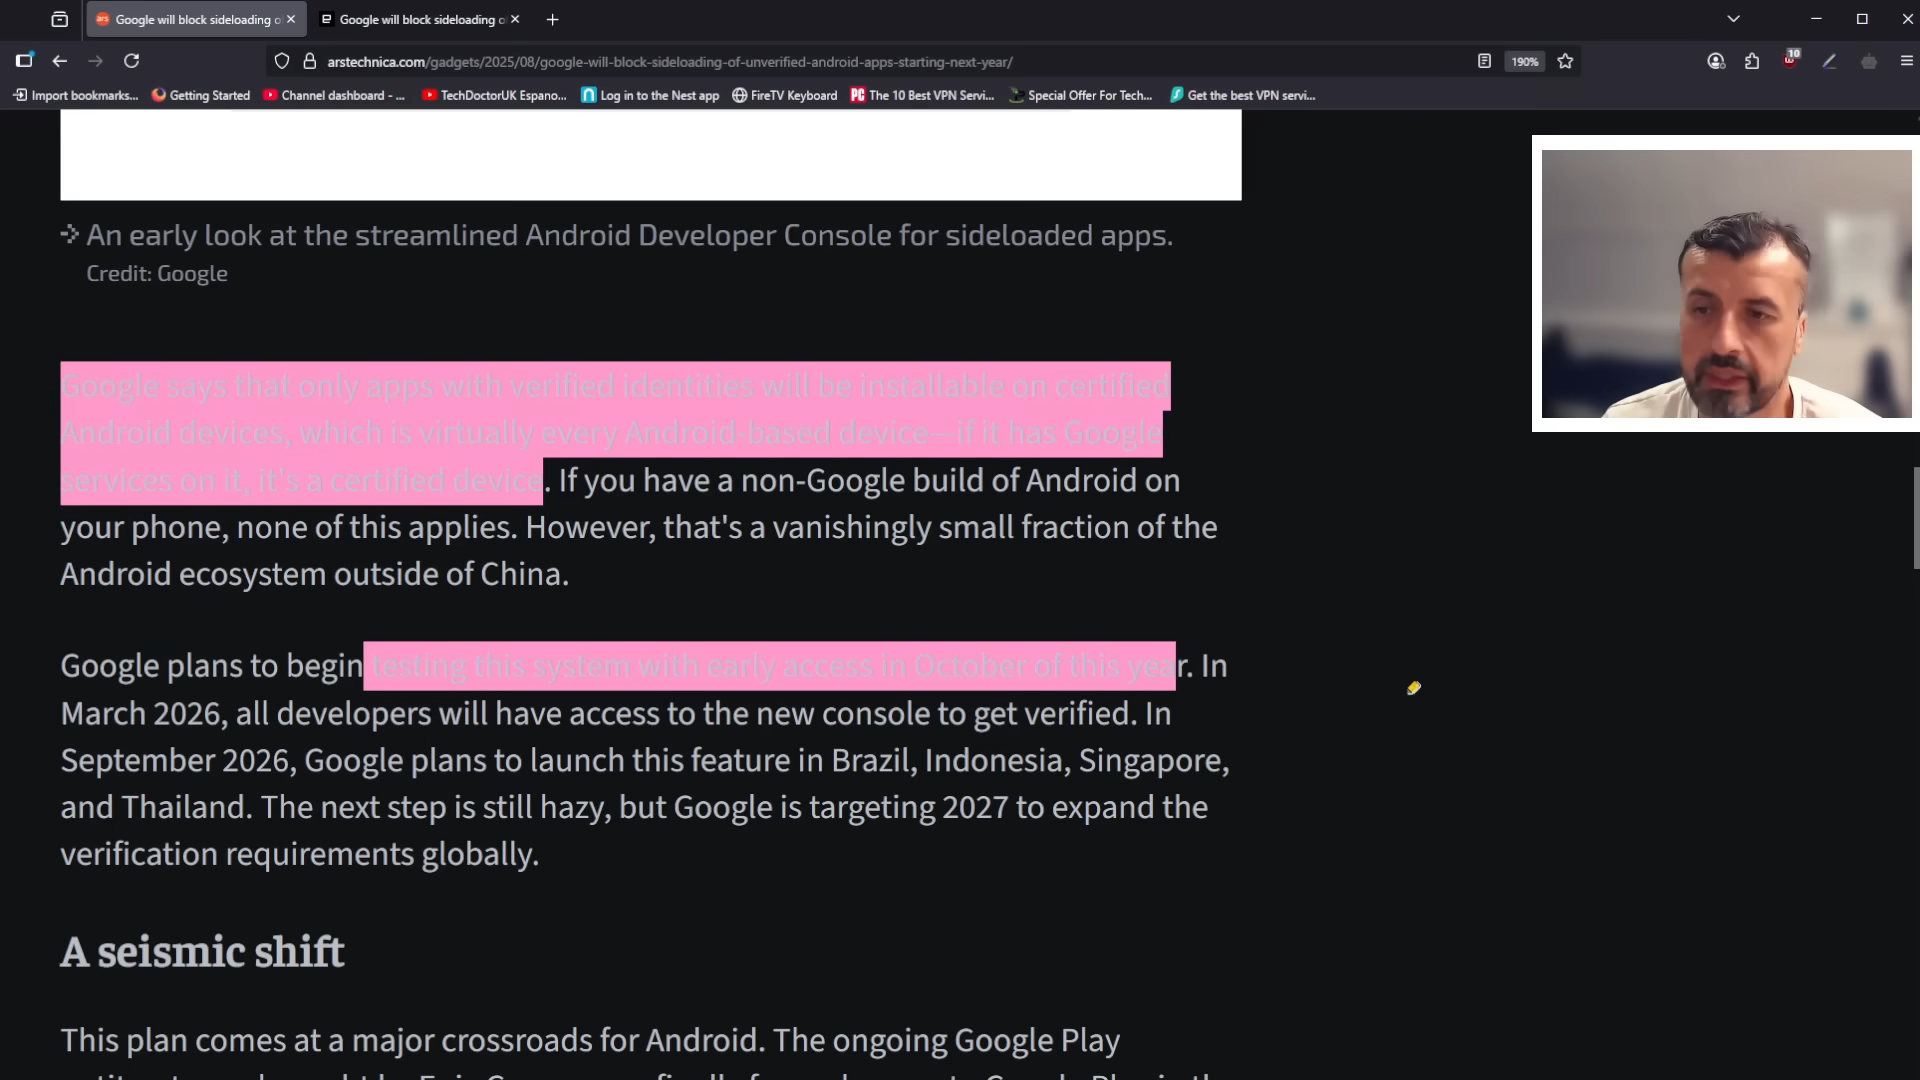 Google will block sideloading o
Google will block sideloading o
arstechnica.com/gadgets/2025/08/google-will-block-sideloading-of-unverified-android-apps-starting-next-year/
190%
10
Import bookmarks...
Getting Started
Channel dashboard - ...
TechDoctorUK Espano...
Log in to the Nest app
FireTV Keyboard
The 10 Best VPN Servi...
Special Offer For Tech...
Get the best VPN servi...
An early look at the streamlined Android Developer Console for sideloaded apps.
Credit: Google
Google says that only apps with verified identities will be installable on certified
Android devices, which is virtually every Android-based device—if it has Google
services on it, it's a certified device. If you have a non-Google build of Android on
your phone, none of this applies. However, that's a vanishingly small fraction of the
Android ecosystem outside of China.
Google plans to begin testing this system with early access in October of this year. In
March 2026, all developers will have access to the new console to get verified. In
September 2026, Google plans to launch this feature in Brazil, Indonesia, Singapore,
and Thailand. The next step is still hazy, but Google is targeting 2027 to expand the
verification requirements globally.
A seismic shift
This plan comes at a major crossroads for Android. The ongoing Google Play